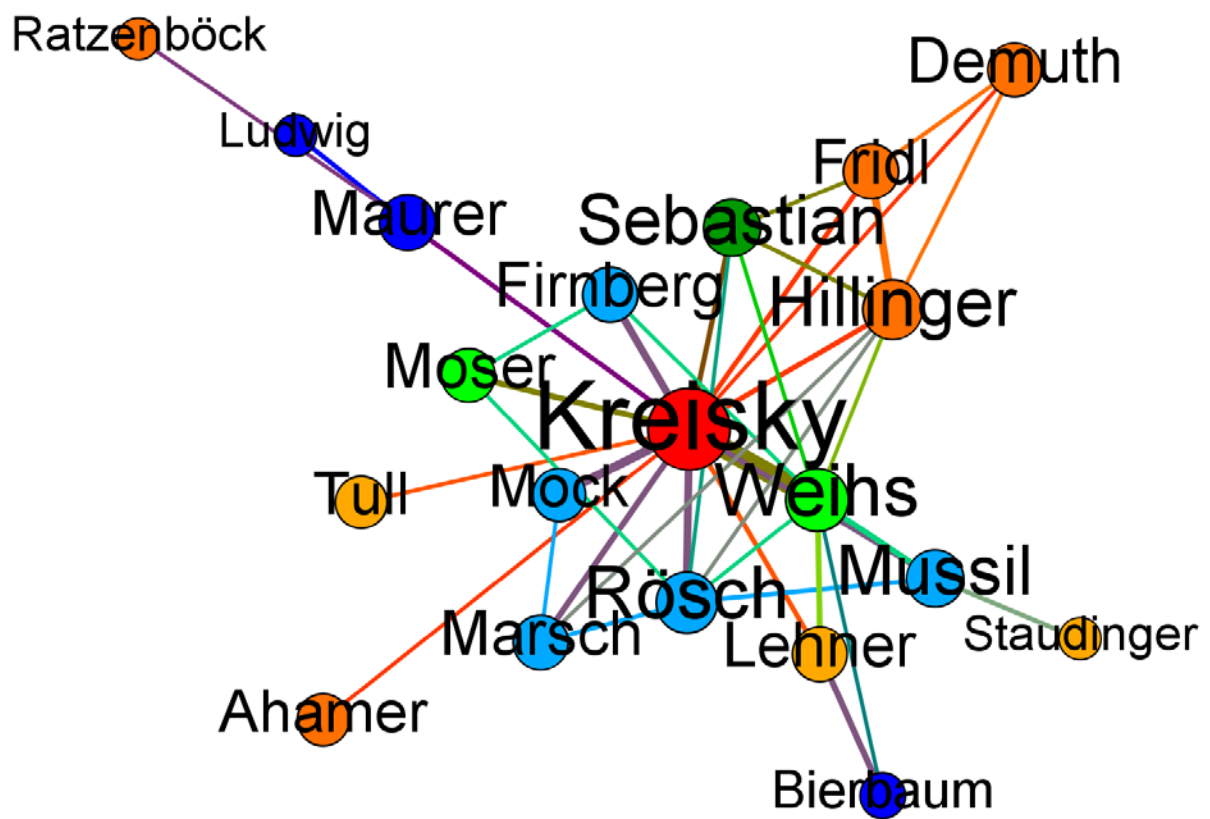 Ratzenböck
Demuth
Ludwig
Fridl
Maurer
Sebastian
Firnberg
Hillinger
Moser
Kreisky
Tull
Mock
Weihs
Mussil
Rösch
Marsch
Lehner
Staudinger
Ahamer
Bierbaum